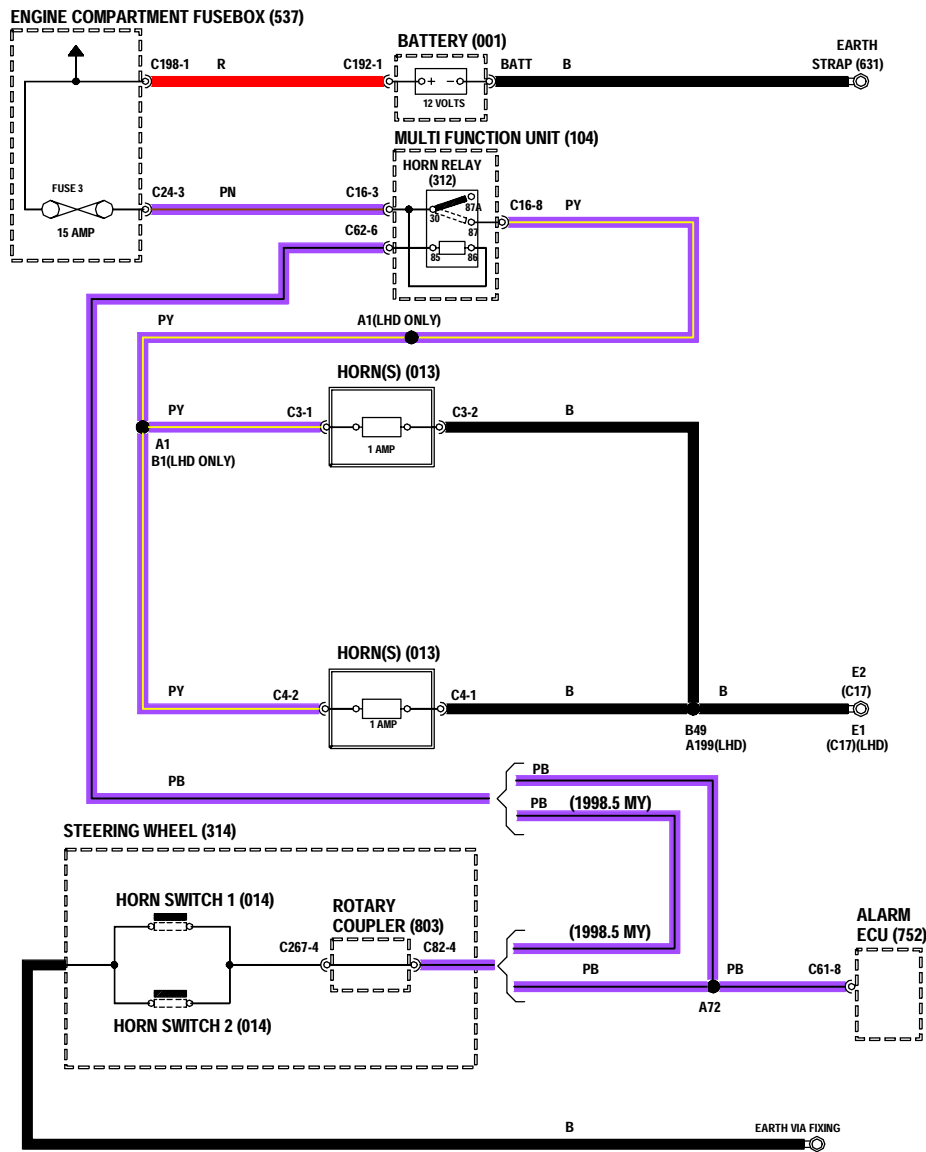 ENGINE COMPARTMENT FUSEBOX (537)
BATTERY (001)
EARTH
STRAP (631)
C198-1
R
C192-1
BATT
B
12 VOLTS
MULTI FUNCTION UNIT (104)
HORN RELAY
(312)
FUSE 3
15 AMP
C24-3
PN
C16-3
30
87A
87
C16-8
PY
C62-6
85
86
PY
A1(LHD ONLY)
HORN(S) (013)
PY
C3-1
1 AMP
C3-2
B
A1
B1(LHD ONLY)
HORN(S) (013)
PY
C4-2
1 AMP
C4-1
B
B
E2
(C17)
B49
A199(LHD)
E1
(C17)(LHD)
PB
PB
PB
(1998.5 MY)
STEERING WHEEL (314)
HORN SWITCH 1 (014)
ROTARY
COUPLER (803)
C267-4
C82-4
(1998.5 MY)
PB
PB
C61-8
ALARM
ECU (752)
A72
HORN SWITCH 2 (014)
B
EARTH VIA FIXING